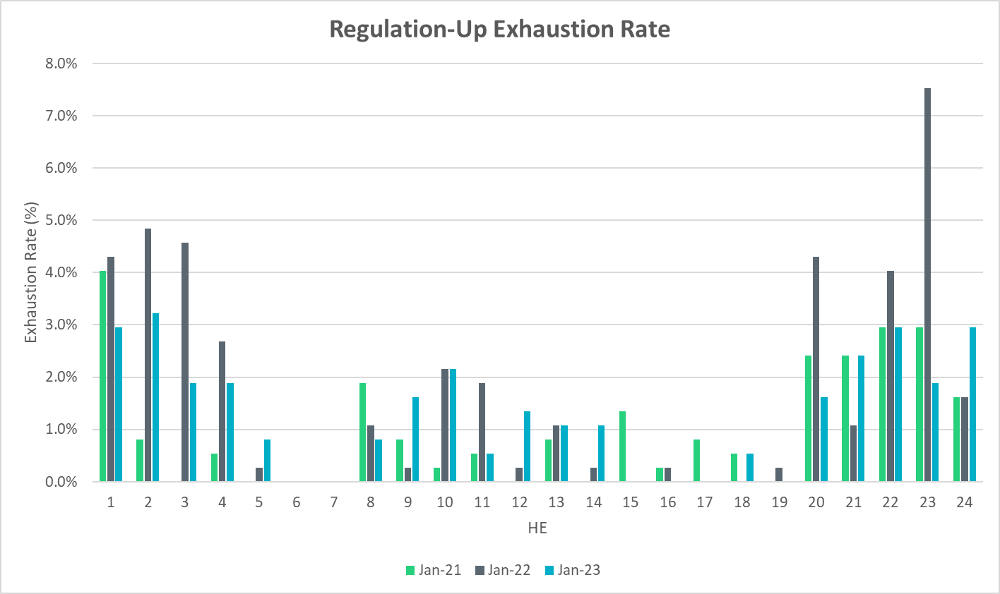 Regulation-Up Exhaustion Rate
8.0%
7.0%
6.0%
5.0%
4.0%
3.0%
2.0%
1.0%
0.0%
Exhaustion Rate (%)
1 2 3 4 5 6 7 8 9 10 11 12 13 14 15 16 17 18 19 20 21 22 23 24
HE
Jan-21 Jan-22 Jan-23